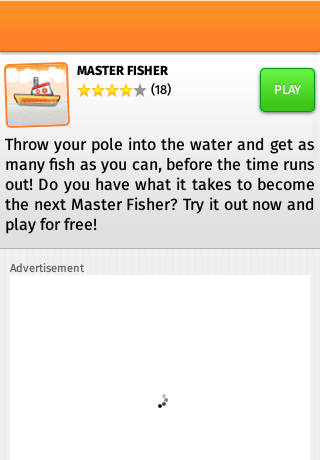 MASTER FISHER
(18)
PLAY
Throw your pole into the water and get as
many fish as you can, before the time runs
out! Do you have what it takes to become
the next Master Fisher? Try it out now and
play for free!
Advertisement